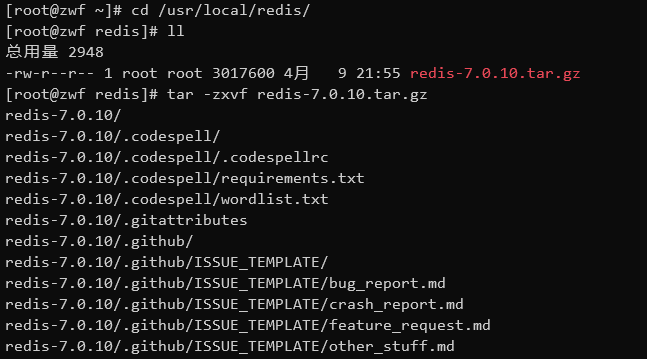 [root@zwf ~]# cd /usr/local/redis/
[root@zwf redis]# ll
总用量 2948
-rw-r--r-- 1 root root 3017600 4月   9 21:55 redis-7.0.10.tar.gz
[root@zwf redis]# tar -zxvf redis-7.0.10.tar.gz
redis-7.0.10/
redis-7.0.10/.codespell/
redis-7.0.10/.codespell/.codespellrc
redis-7.0.10/.codespell/requirements.txt
redis-7.0.10/.codespell/wordlist.txt
redis-7.0.10/.gitattributes
redis-7.0.10/.github/
redis-7.0.10/.github/ISSUE_TEMPLATE/
redis-7.0.10/.github/ISSUE_TEMPLATE/bug_report.md
redis-7.0.10/.github/ISSUE_TEMPLATE/crash_report.md
redis-7.0.10/.github/ISSUE_TEMPLATE/feature_request.md
redis-7.0.10/.github/ISSUE_TEMPLATE/other_stuff.md